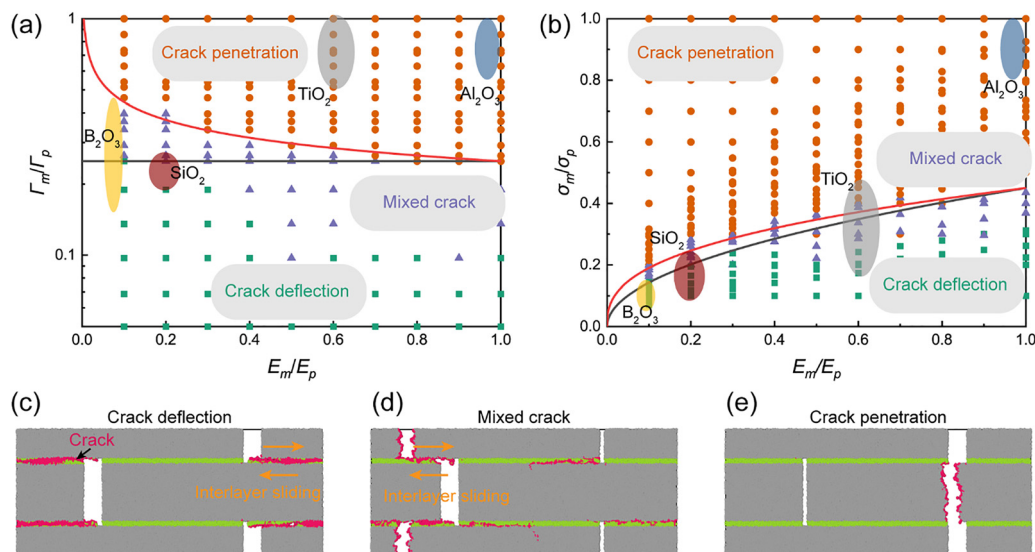 (a)
1
0.1
Γm/Γp
Crack penetration
TiO2
Al2O3
B2O3
SiO2
Mixed crack
Crack deflection
0.0 0.2 0.4 0.6 0.8 1.0
Em/Ep
(b)
1.0
0.8
0.6
0.4
0.2
0.0
σm/σp
Crack penetration
Al2O3
Mixed crack
TiO2
SiO2
Crack deflection
B2O3
0.0 0.2 0.4 0.6 0.8 1.0
Em/Ep
(c)
Crack deflection
Crack
Interlayer sliding
(d)
Mixed crack
Interlayer sliding
(e)
Crack penetration